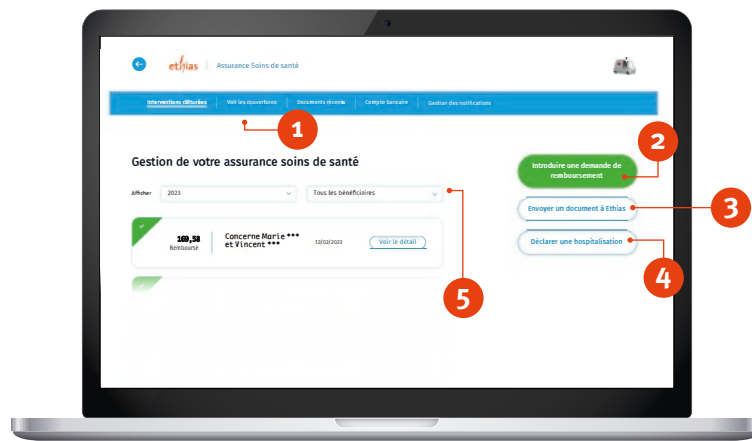 ethias Assurance Soins de santé
Interventions clôturées Voir les couvertures Documents récents Compte bancaire Gestion des notifications
1
2
Gestion de votre assurance soins de santé
Introduire une demande de
remboursement
Afficher 2023 Tous les bénéficiaires
Envoyer un document à Ethias
3
169,58
Remboursé
Concerne Marie ***
et Vincent ***
12/02/2023
Voir le détail
Déclarer une hospitalisation
4
5